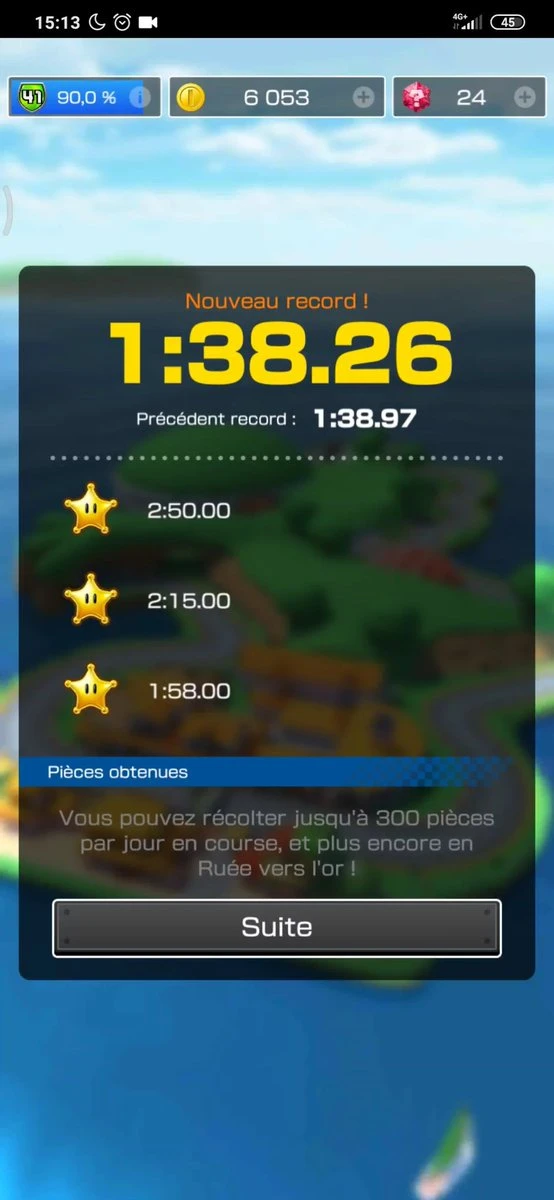 15:13
4G+
45
41
90,0 %
6 053
24
Nouveau record !
1:38.26
Précédent record : 1:38.97
2:50.00
2:15.00
1:58.00
Pièces obtenues
Vous pouvez récolter jusqu'à 300 pièces
par jour en course, et plus encore en
Ruée vers l'or !
Suite